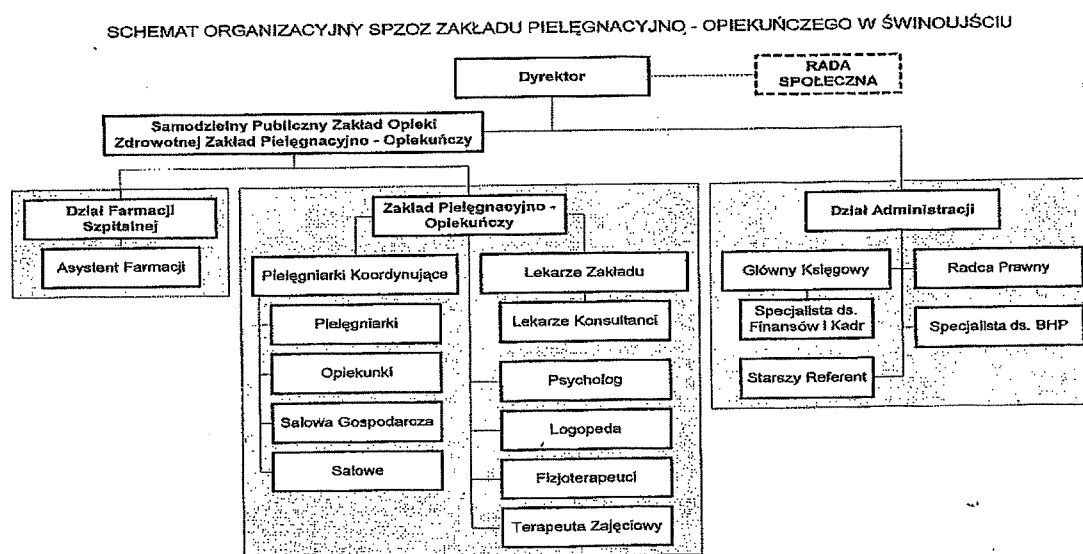 SCHEMAT ORGANIZACYJNY SPZOZ ZAKŁADU PIELĘGNACYJNO - OPIEKUŃCZEGO W ŚWINOUJŚCIU
Dyrektor
RADA
SPOŁECZNA
Samodzielny Publiczny Zakład Opieki
Zdrowotnej Zakład Pielęgnacyjno - Opiekuńczy
Dział Farmacji
Szpitalnej
Asystent Farmacji
Zakład Pielęgnacyjno -
Opiekuńczy
Pielęgniarki Koordynujące
Pielęgniarki
Opiekunki
Salowa Gospodarcza
Salowe
Lekarze Zakładu
Lekarze Konsultanci
Psycholog
Logopeda
Fizjoterapeuci
Terapeuta Zajęciowy
Dział Administracji
Główny Księgowy
Specjalista ds.
Finansów i Kadr
Starszy Referent
Radca Prawny
Specjalista ds. BHP